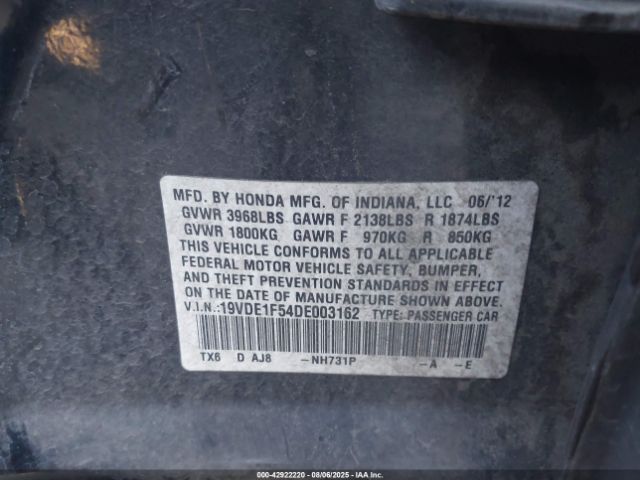 MFD. BY HONDA MFG. OF INDIANA, LLC 06/'12
GVWR 3968LBS GAWR F 2138LBS R 1874LBS
GVWR 1800KG GAWR F 970KG R 850KG
THIS VEHICLE CONFORMS TO ALL APPLICABLE
FEDERAL MOTOR VEHICLE SAFETY, BUMPER,
AND THEFT PREVENTION STANDARDS IN EFFECT
ON THE DATE OF MANUFACTURE SHOWN ABOVE.
V.I.N.:19VDE1F54DE003162 TYPE: PASSENGER CAR
TX6 D AJ8 -NH731P -A -E
000-42922220 - 08/06/2025 - IAAI, Inc.